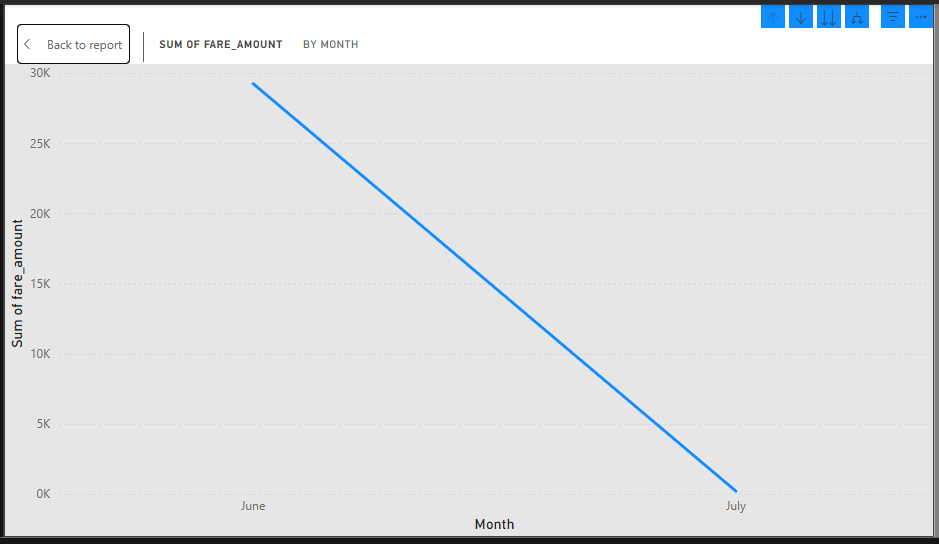 Back to report
SUM OF FARE_AMOUNT BY MONTH
30K
25K
20K
15K
10K
5K
0K
Sum of fare_amount
June July
Month